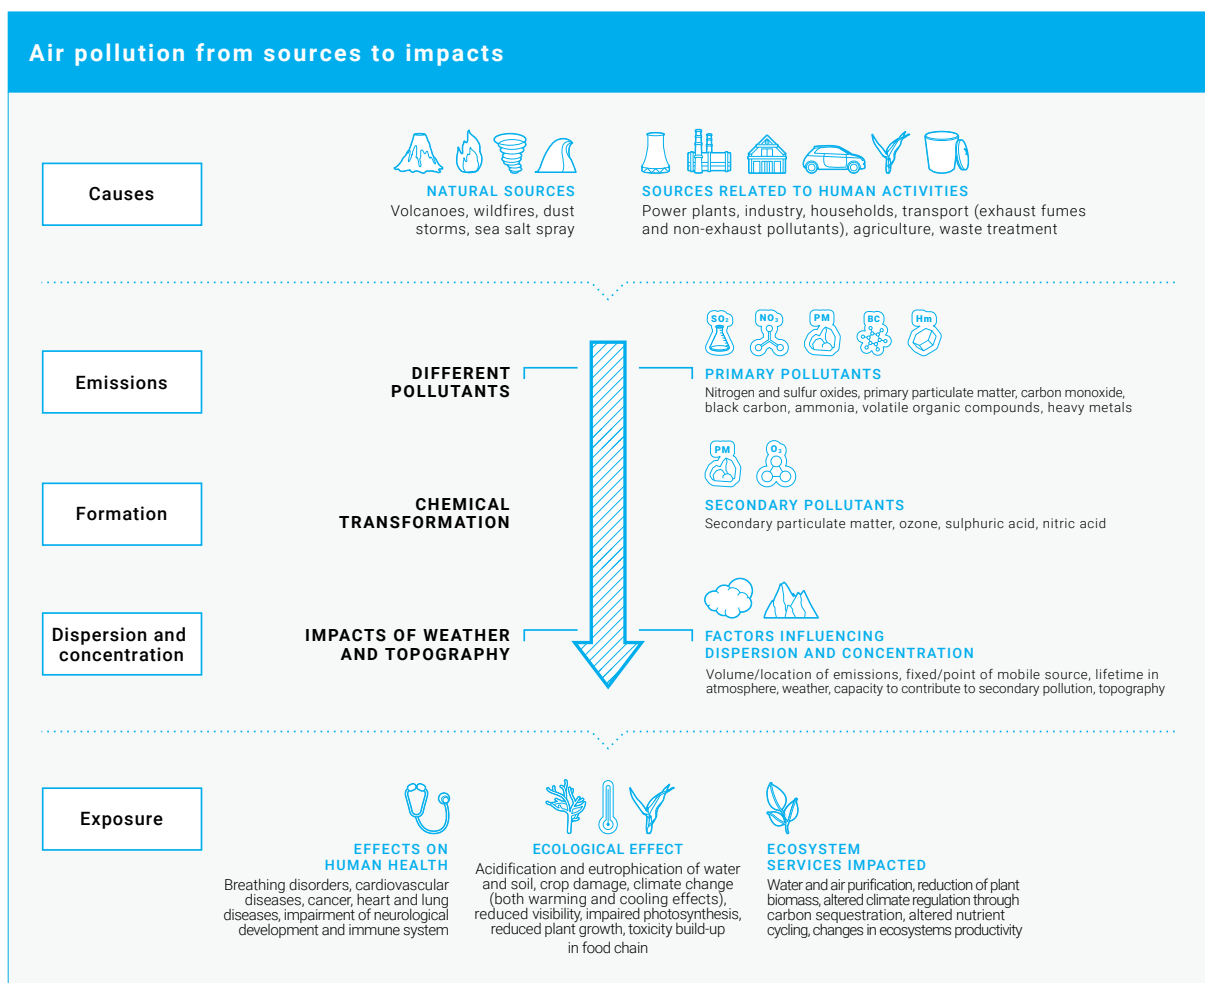 Air pollution from sources to impacts
Causes
NATURAL SOURCES
Volcanoes, wildfires, dust
storms, sea salt spray
SOURCES RELATED TO HUMAN ACTIVITIES
Power plants, industry, households, transport (exhaust fumes
and non-exhaust pollutants), agriculture, waste treatment
Emissions
DIFFERENT
POLLUTANTS
SO₂ NO₃ PM BC Hm
PRIMARY POLLUTANTS
Nitrogen and sulfur oxides, primary particulate matter, carbon monoxide,
black carbon, ammonia, volatile organic compounds, heavy metals
Formation
CHEMICAL
TRANSFORMATION
PM O₃
SECONDARY POLLUTANTS
Secondary particulate matter, ozone, sulphuric acid, nitric acid
Dispersion and
concentration
IMPACTS OF WEATHER
AND TOPOGRAPHY
FACTORS INFLUENCING
DISPERSION AND CONCENTRATION
Volume/location of emissions, fixed/point of mobile source, lifetime in
atmosphere, weather, capacity to contribute to secondary pollution, topography
Exposure
EFFECTS ON
HUMAN HEALTH
Breathing disorders, cardiovascular
diseases, cancer, heart and lung
diseases, impairment of neurological
development and immune system
ECOLOGICAL EFFECT
Acidification and eutrophication of water
and soil, crop damage, climate change
(both warming and cooling effects),
reduced visibility, impaired photosynthesis,
reduced plant growth, toxicity build-up
in food chain
ECOSYSTEM
SERVICES IMPACTED
Water and air purification, reduction of plant
biomass, altered climate regulation through
carbon sequestration, altered nutrient
cycling, changes in ecosystems productivity